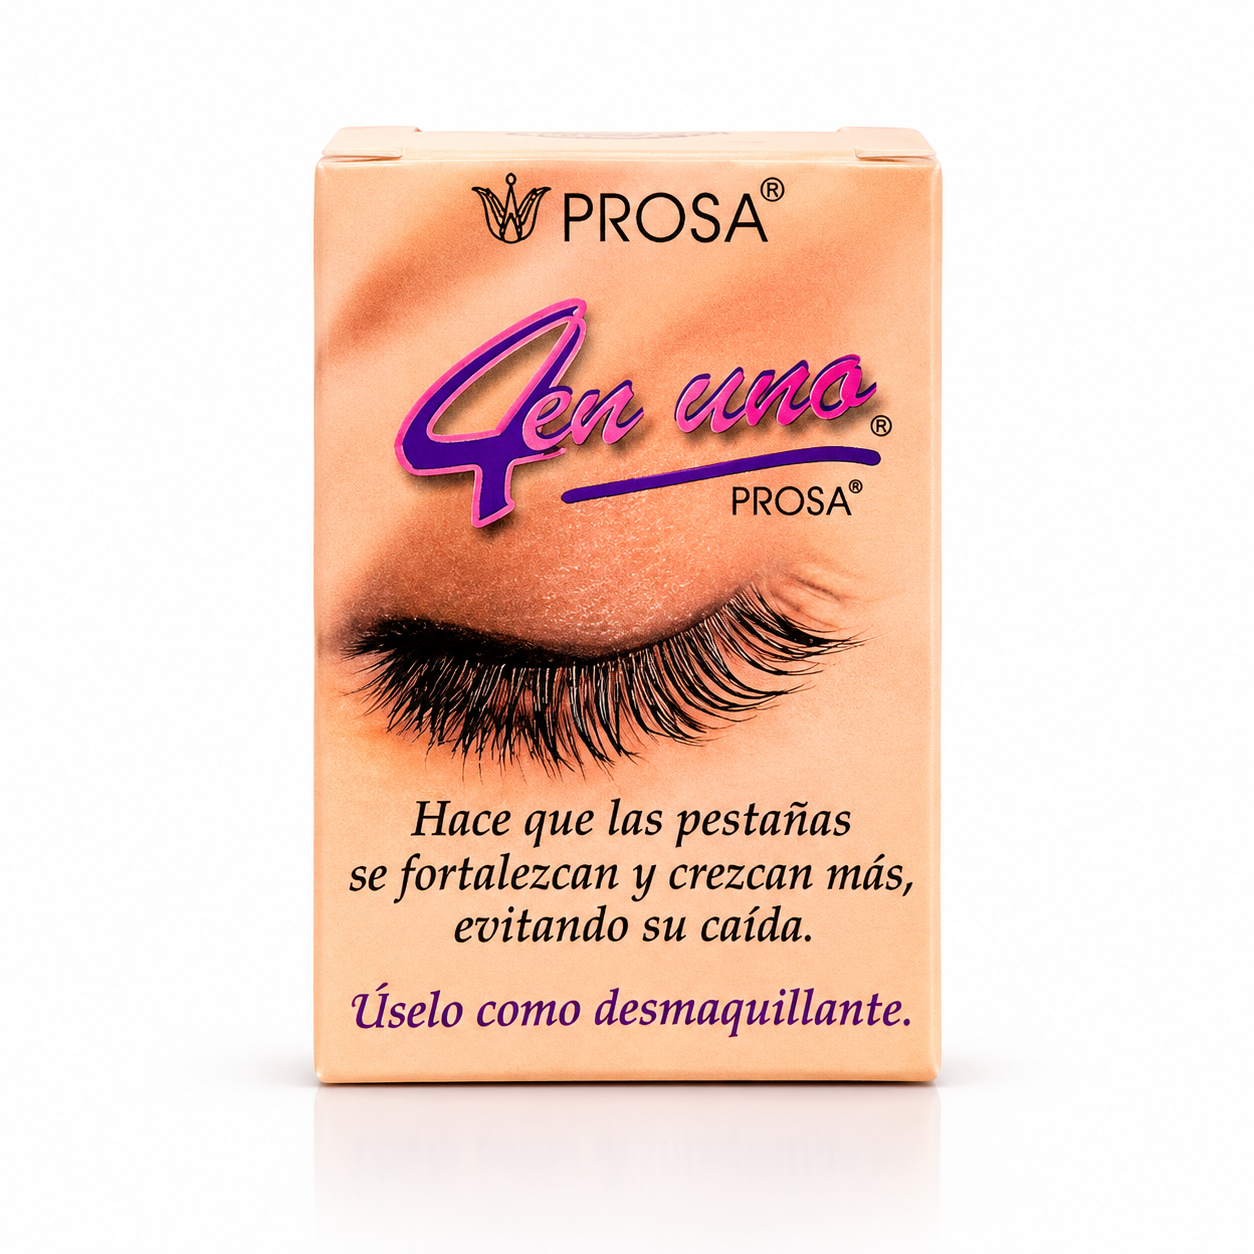 PROSA®
4en uno®
PROSA®
Hace que las pestañas
se fortalezcan y crezcan más,
evitando su caída.
Úselo como desmaquillante.